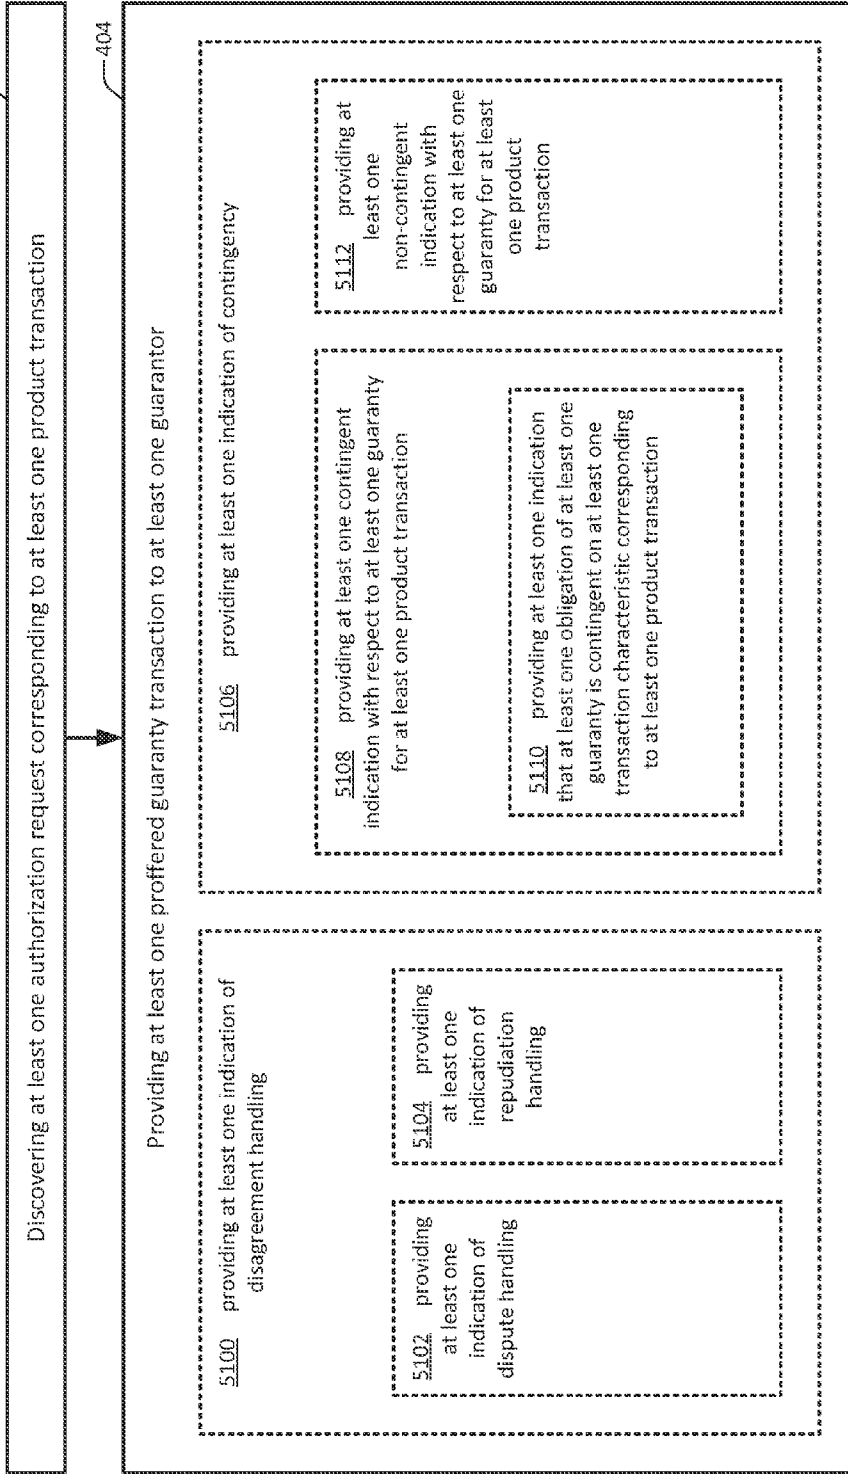 Discovering at least one authorization request corresponding to at least one product transaction
404
Providing at least one proffered guaranty transaction to at least one guarantor
5100 providing at least one indication of
disagreement handling
5102 providing
at least one
indication of
dispute handling
5104 providing
at least one
indication of
repudiation
handling
5106 providing at least one indication of contingency
5108 providing at least one contingent
indication with respect to at least one guaranty
for at least one product transaction
5110 providing at least one indication
that at least one obligation of at least one
guaranty is contingent on at least one
transaction characteristic corresponding
to at least one product transaction
5112 providing at
least one
non-contingent
indication with
respect to at least one
guaranty for at least
one product
transaction